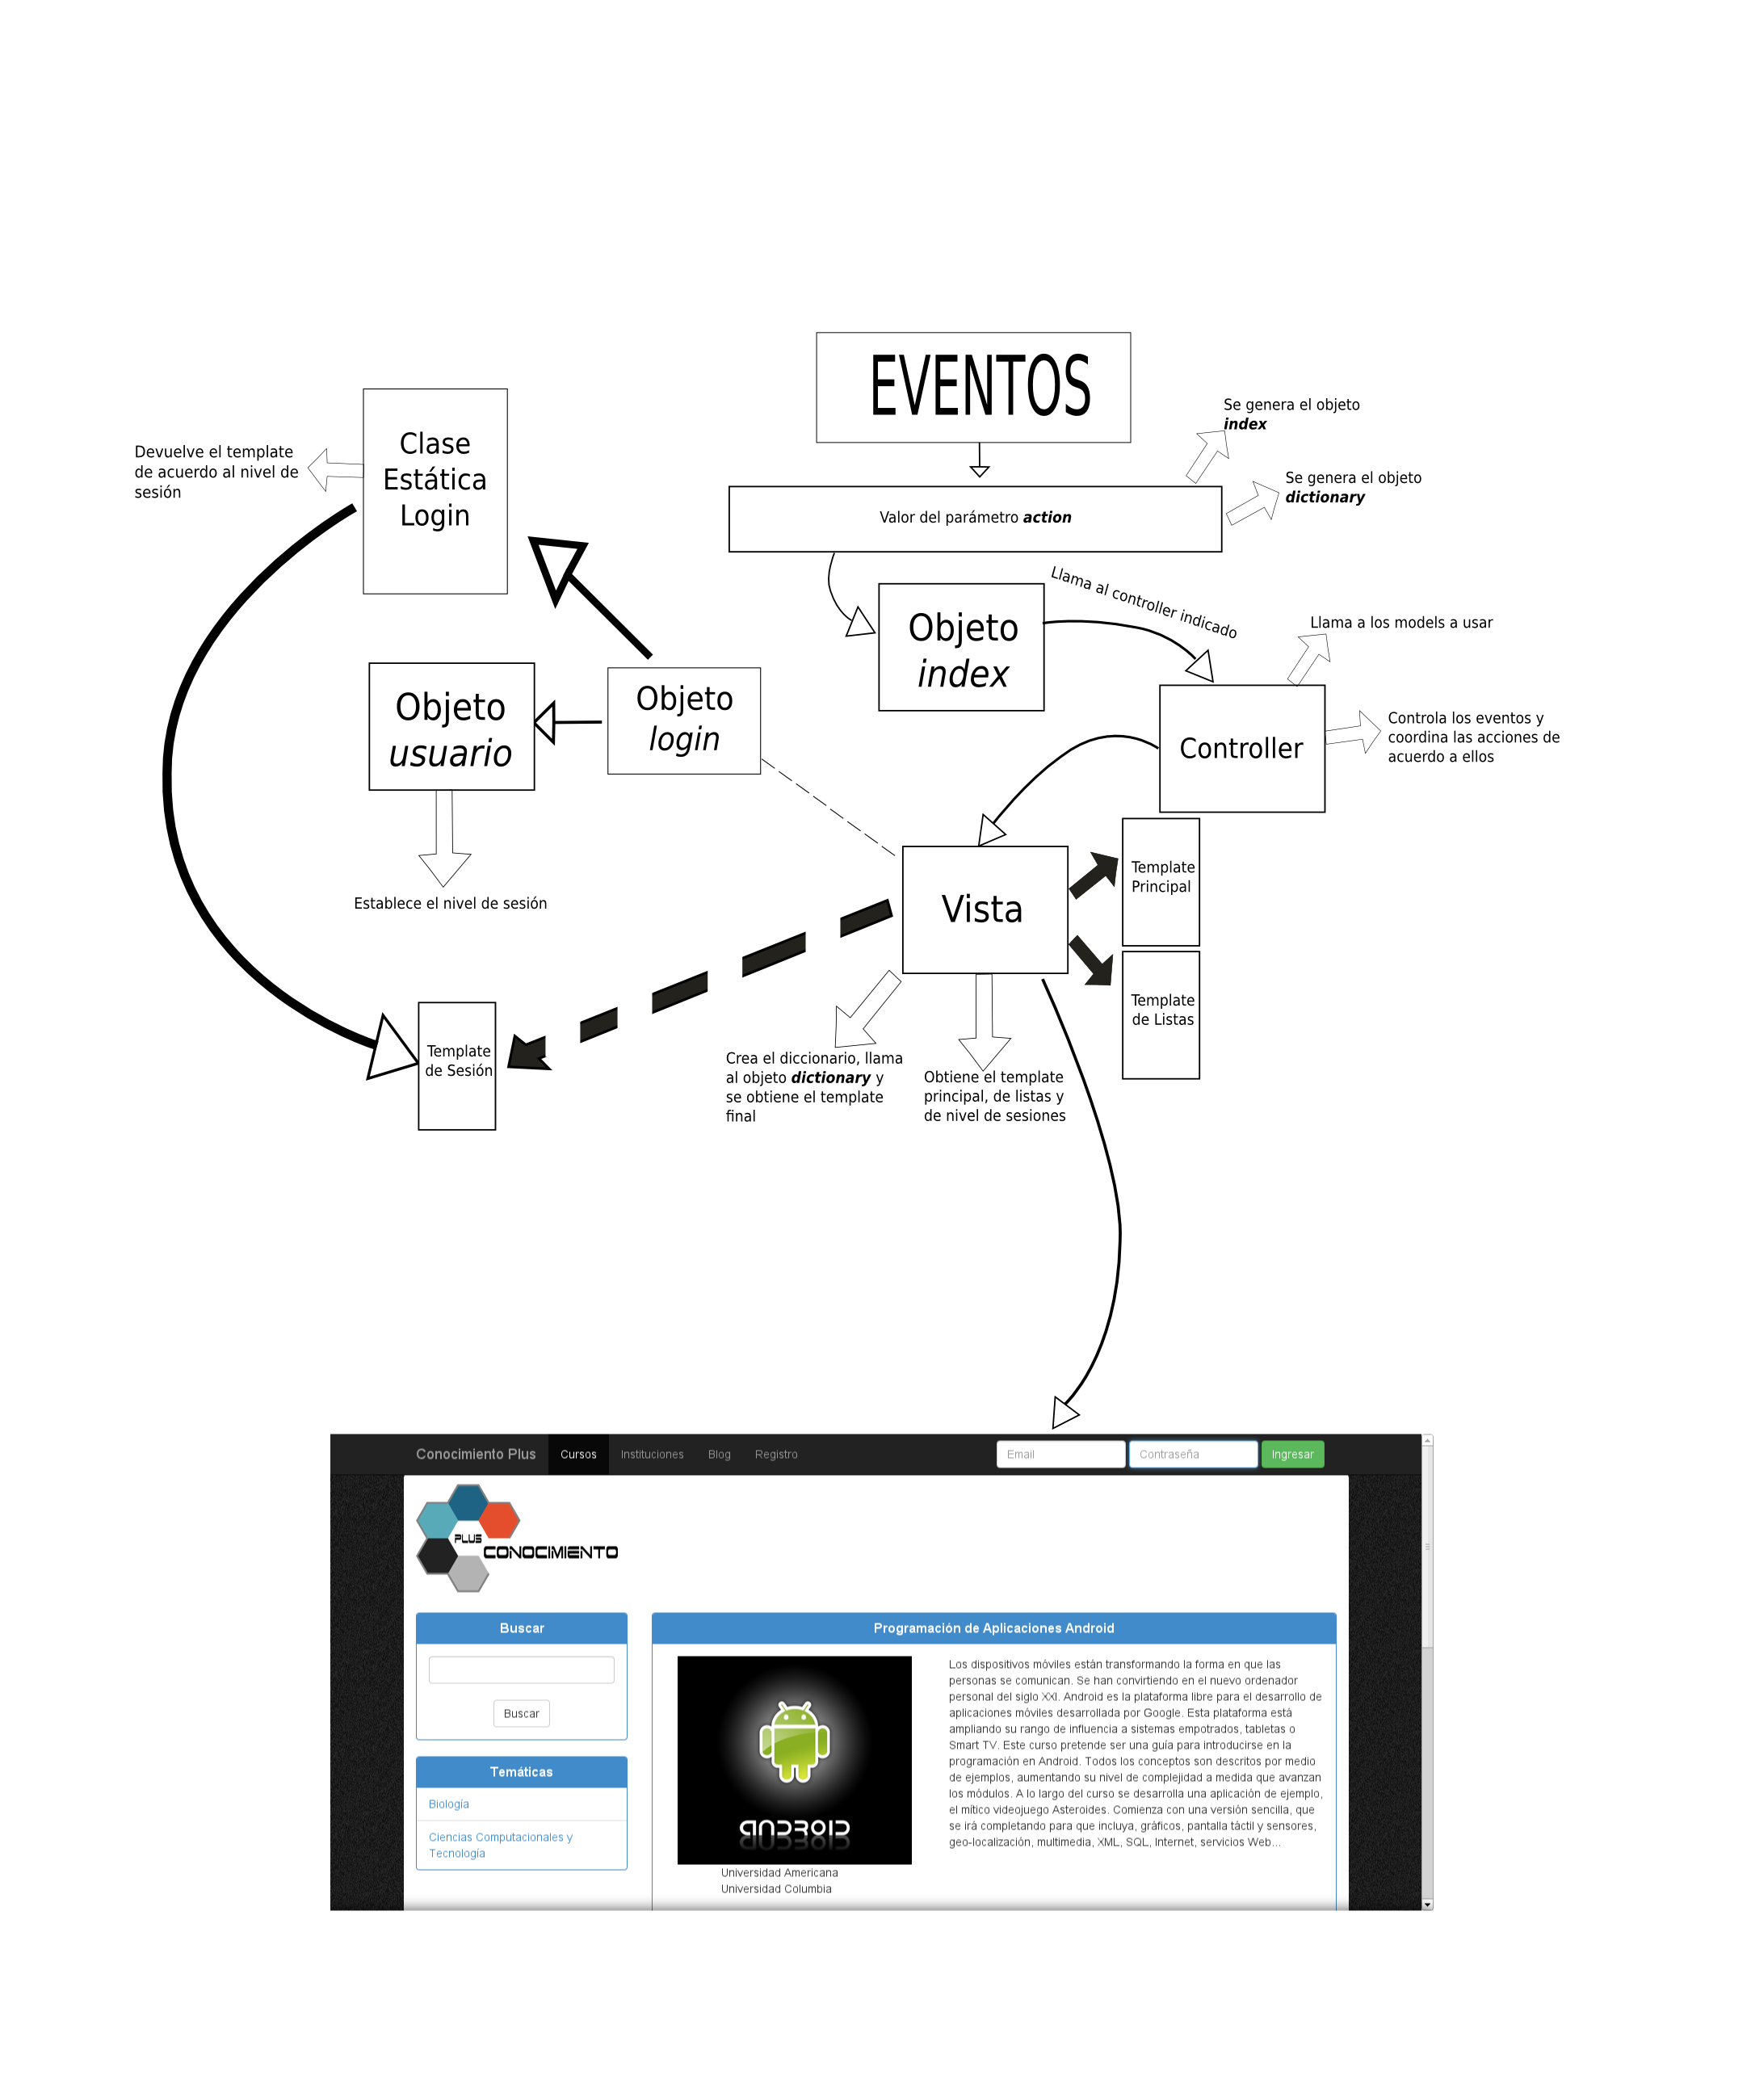 EVENTOS
Se genera el objeto
index
Clase
Estática
Login
Devuelve el template
de acuerdo al nivel de
sesión
Se genera el objeto
dictionary
Valor del parámetro action
Llama al controller indicado
Objeto
index
Llama a los models a usar
Objeto
usuario
Objeto
login
Controller
Controla los eventos y
coordina las acciones de
acuerdo a ellos
Establece el nivel de sesión
Vista
Template
Principal
Template
de Listas
Template
de Sesión
Crea el diccionario, llama
al objeto dictionary y
se obtiene el template
final
Obtiene el template
principal, de listas y
de nivel de sesiones
Conocimiento Plus Cursos Instituciones Blog Registro Email Contraseña Ingresar
PLUS
CONOCIMIENTO
Buscar
Buscar
Temáticas
Biología
Ciencias Computacionales y
Tecnología
Programación de Aplicaciones Android
ANDROID
Universidad Americana
Universidad Columbia
Los dispositivos móviles están transformando la forma en que las
personas se comunican. Se han convirtiendo en el nuevo ordenador
personal del siglo XXI. Android es la plataforma libre para el desarrollo de
aplicaciones móviles desarrollada por Google. Esta plataforma está
ampliando su rango de influencia a sistemas empotrados, tabletas o
Smart TV. Este curso pretende ser una guía para introducirse en la
programación en Android. Todos los conceptos son descritos por medio
de ejemplos, aumentando su nivel de complejidad a medida que avanzan
los módulos. A lo largo del curso se desarrolla una aplicación de ejemplo,
el mítico videojuego Asteroides. Comienza con una versión sencilla, que
se irá completando para que incluya, gráficos, pantalla táctil y sensores,
geo-localización, multimedia, XML, SQL, Internet, servicios Web...